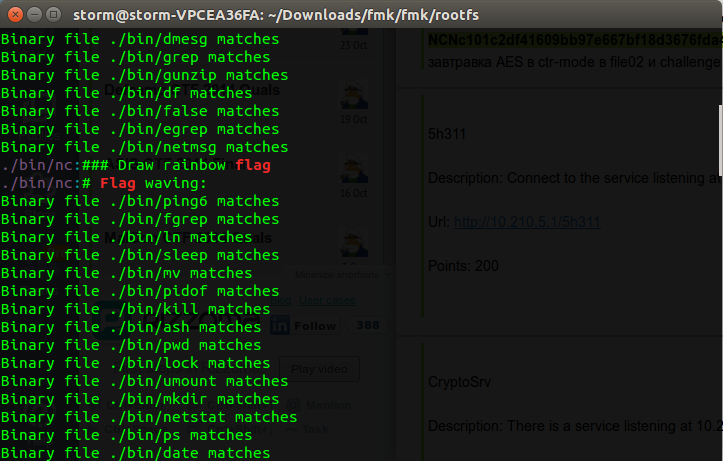 storm@storm-VPCEA36FA: ~/Downloads/fmk/fmk/rootfs
Binary file ./bin/dmesg matches
Binary file ./bin/grep matches
Binary file ./bin/gunzip matches
Binary file ./bin/df matches
Binary file ./bin/false matches
Binary file ./bin/egrep matches
Binary file ./bin/netmsg matches
./bin/nc:### Draw rainbow flag
./bin/nc:# Flag waving:
Binary file ./bin/ping6 matches
Binary file ./bin/fgrep matches
Binary file ./bin/ln matches
Binary file ./bin/sleep matches
Binary file ./bin/mv matches
Binary file ./bin/pidof matches
Binary file ./bin/kill matches
Binary file ./bin/ash matches
Binary file ./bin/pwd matches
Binary file ./bin/lock matches
Binary file ./bin/umount matches
Binary file ./bin/mkdir matches
Binary file ./bin/netstat matches
Binary file ./bin/ps matches
Binary file ./bin/date matches
23 Oct
19 Oct
16 Oct
User cases
Follow
388
Play video
Mention
Task
NCNc101c2df41609bb97e667bf18d3676fda
завтравка AES в ctr-mode в file02 и challenge
5h311
Description: Connect to the service listening a
Url: http://10.210.5.1/5h311
Points: 200
CryptoSrv
Description: There is a service listening at 10.2